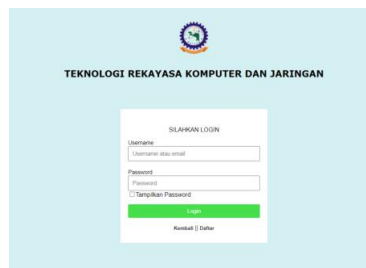 TEKNOLOGI REKAYASA KOMPUTER DAN JARINGAN
SILAHKAN LOGIN
Username
Username atau email
Password
Password
Tampilkan Password
Login
Kembali || Daftar